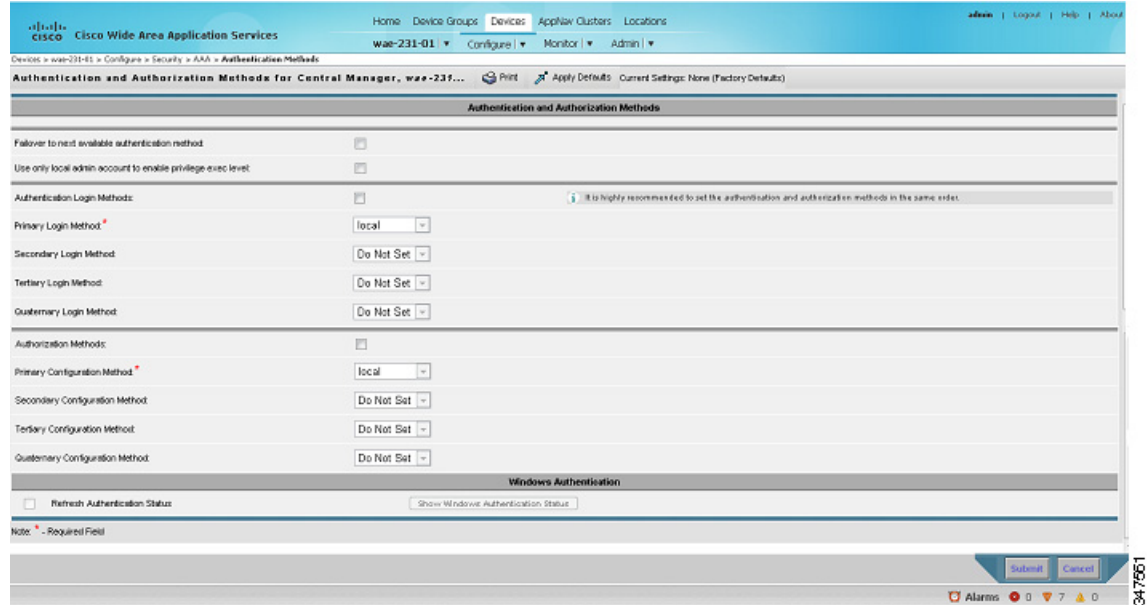 Home Device Groups Devices AppNav Clusters Locations
admin | Logout | Help | About
cisco Cisco Wide Area Application Services
wae-231-01 | Configure | Monitor | Admin |
Devices > wae-231-01 > Configure > Security > AAA > Authentication Methods
Authentication and Authorization Methods for Central Manager, wae-231... Print Apply Defaults Current Settings: None (Factory Defaults)
Authentication and Authorization Methods
Failover to next available authentication method:
Use only local admin account to enable privilege exec level:
Authentication Login Methods:
It is highly recommended to set the authentication and authorization methods in the same order.
Primary Login Method:* local
Secondary Login Method: Do Not Set
Tertiary Login Method: Do Not Set
Quaternary Login Method: Do Not Set
Authorization Methods:
Primary Configuration Method:* local
Secondary Configuration Method: Do Not Set
Tertiary Configuration Method: Do Not Set
Quaternary Configuration Method: Do Not Set
Windows Authentication
Refresh Authentication Status Show Windows Authentication Status
Note: * - Required Field
Submit Cancel
Alarms 0 7 0
347551